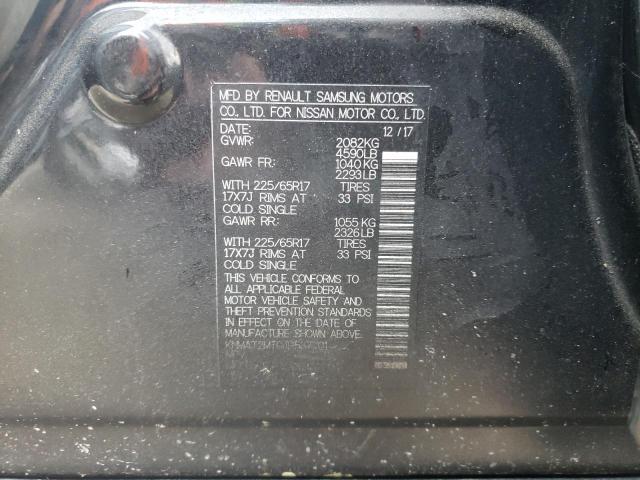 MFD BY RENAULT SAMSUNG MOTORS
CO., LTD. FOR NISSAN MOTOR CO., LTD.
DATE: 12 / 17
GVWR: 2082KG
4590LB
GAWR FR: 1040 KG
2293LB
WITH 225/65R17 TIRES
17X7J RIMS AT 33 PSI
COLD SINGLE
GAWR RR: 1055 KG
2326LB
WITH 225/65R17 TIRES
17X7J RIMS AT 33 PSI
COLD SINGLE
THIS VEHICLE CONFORMS TO
ALL APPLICABLE FEDERAL
MOTOR VEHICLE SAFETY AND
THEFT PREVENTION STANDARDS
IN EFFECT ON THE DATE OF
MANUFACTURE SHOWN ABOVE.